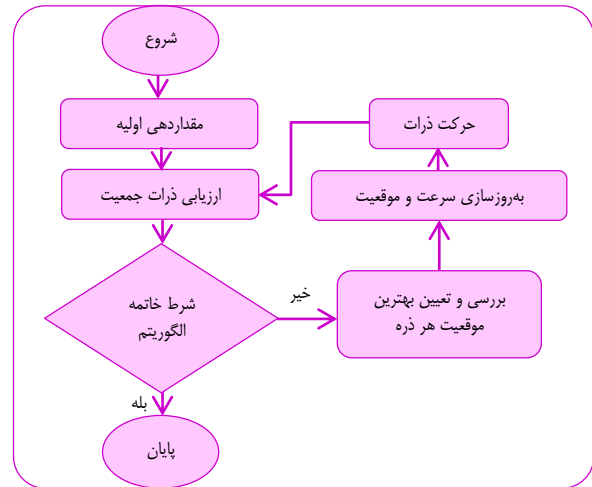 شروع
مقداردهی اولیه
حرکت ذرات
ارزیابی ذرات جمعیت
به‌روزسازی سرعت و موقعیت
شرط خاتمه
الگوریتم
خیر
بررسی و تعیین بهترین
موقعیت هر ذره
بله
پایان